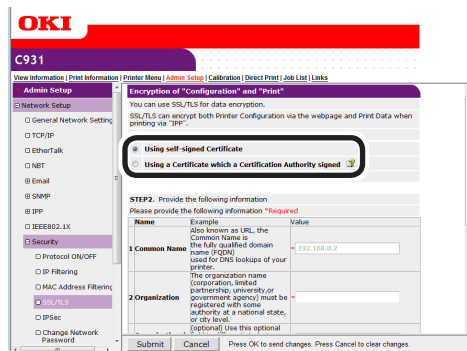 OKI
C931
View Information | Print Information | Printer Menu | Admin Setup | Calibration | Direct Print | Job List | Links
Admin Setup
Network Setup
General Network Setting
TCP/IP
EtherTalk
NBT
Email
SNMP
IPP
IEEE802.1X
Security
Protocol ON/OFF
IP Filtering
MAC Address Filtering
SSL/TLS
IPSec
Change Network
Password
Encryption of "Configuration" and "Print"
You can use SSL/TLS for data encryption.
SSL/TLS can encrypt both Printer Configuration via the webpage and Print Data when
printing via "IPP".
Using self-signed Certificate
Using a Certificate which a Certification Authority signed
STEP2. Provide the following information
Please provide the following information *Required
Name Example Value
1 Common Name
Also known as URL, the
Common Name is
the fully qualified domain
name (FQDN)
used for DNS lookups of your
printer.
* 192.168.0.2
2 Organization
The organization name
(corporation, limited
partnership, university,or
government agency) must be
registered with some
authority at a national state,
or city level.
*
(optional) Use this optional
Submit Cancel Press OK to send changes. Press Cancel to clear changes.